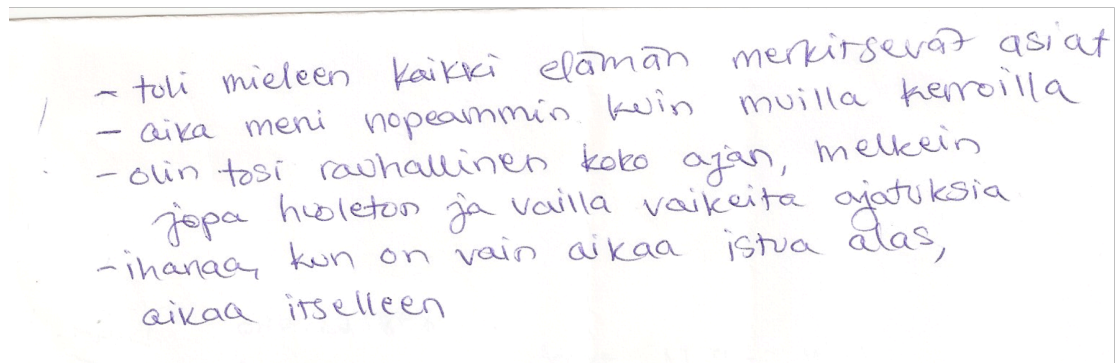 - tuli mieleen kaikki elämän merkitsevät asiat
- aika meni nopeammin kuin muilla kerroilla
- olin tosi rauhallinen koko ajan, melkein
jopa huoleton ja vailla vaikeita ajatuksia
- ihanaa, kun on vain aikaa istua alas,
aikaa itselleen